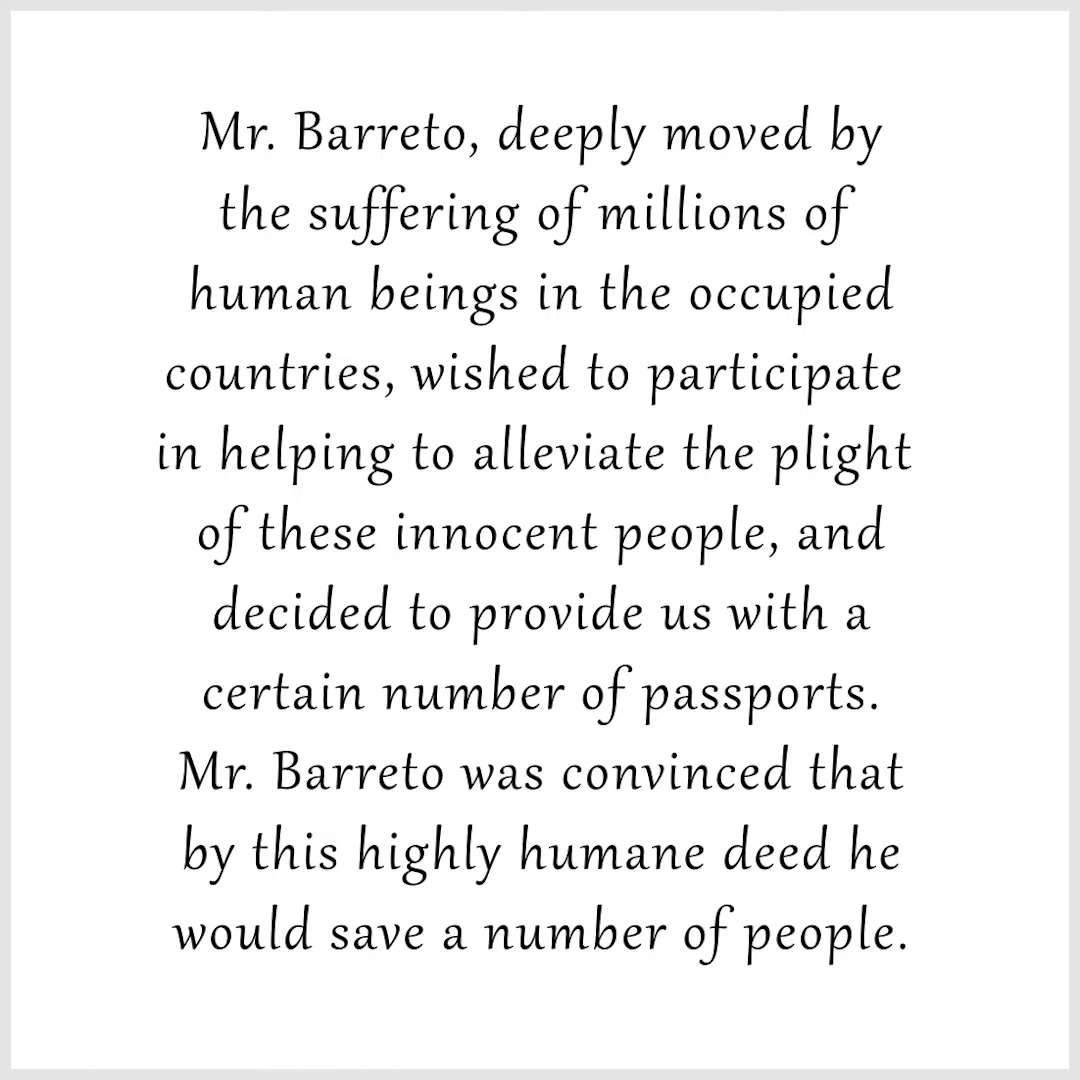 Mr. Barreto, deeply moved by
the suffering of millions of
human beings in the occupied
countries, wished to participate
in helping to alleviate the plight
of these innocent people, and
decided to provide us with a
certain number of passports.
Mr. Barreto was convinced that
by this highly humane deed he
would save a number of people.